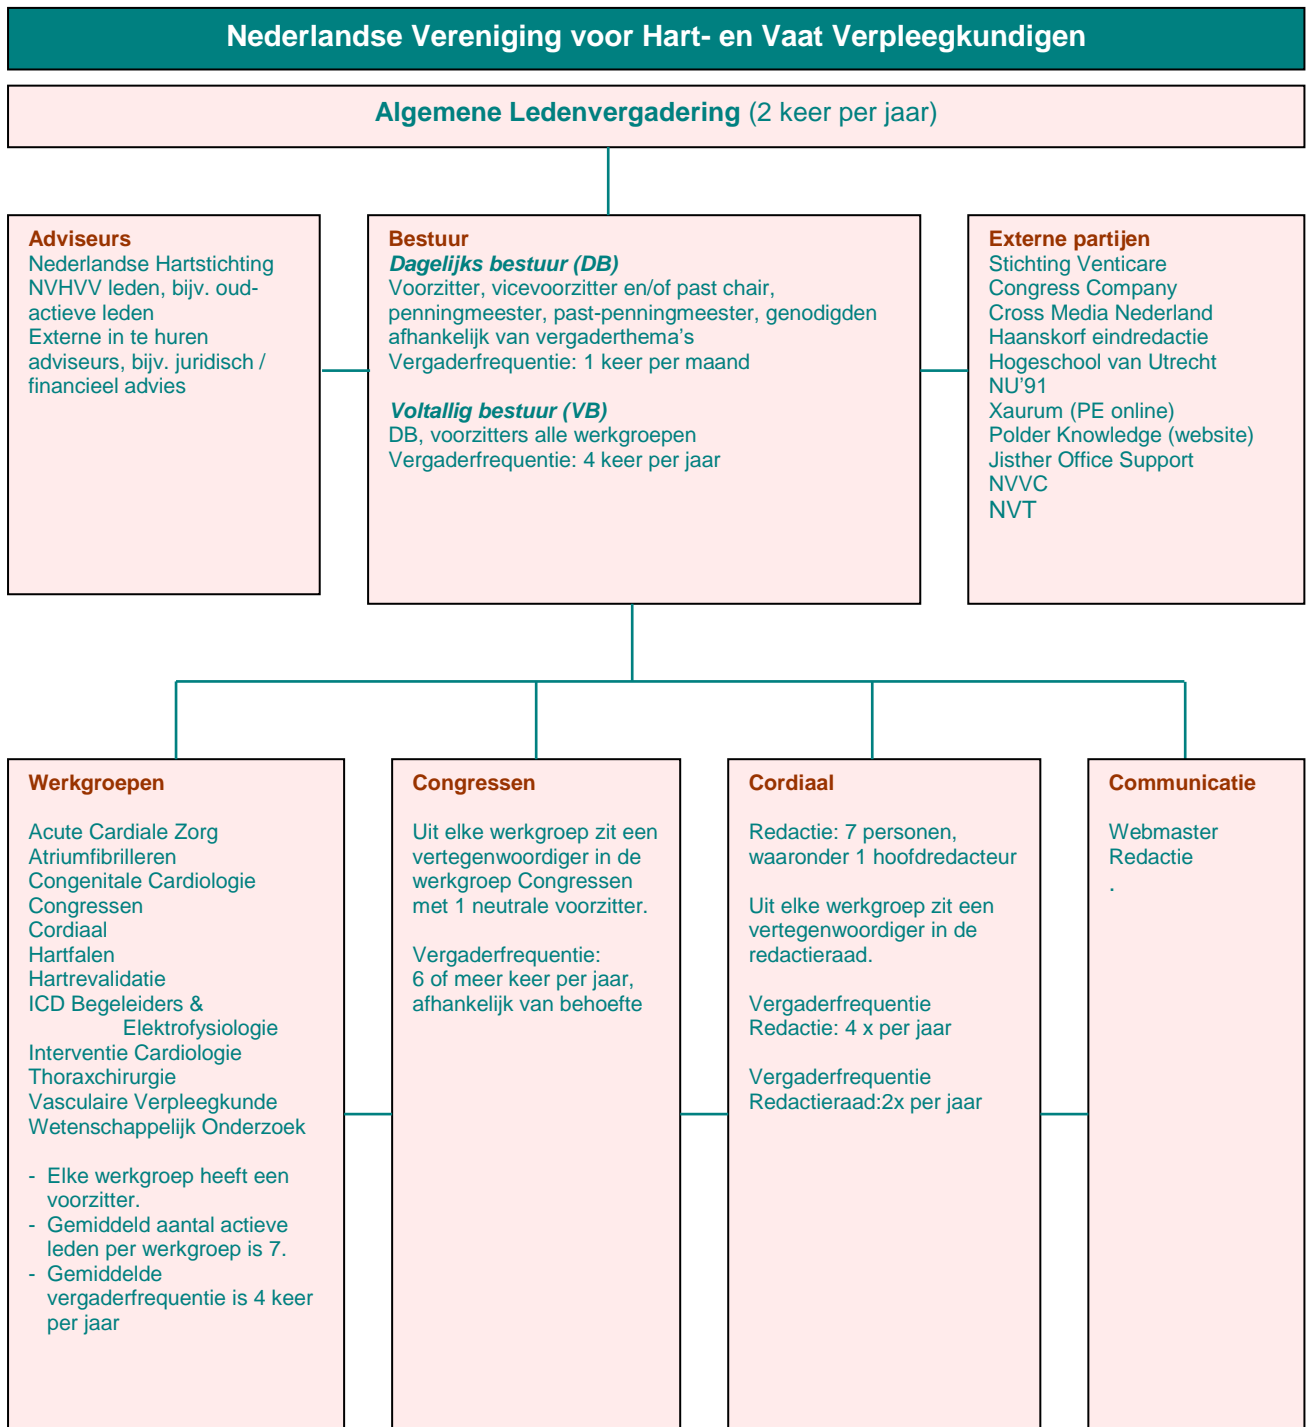 Nederlandse Vereniging voor Hart- en Vaat Verpleegkundigen
Algemene Ledenvergadering (2 keer per jaar)
Adviseurs
Nederlandse Hartstichting
NVHVV leden, bijv. oud-
actieve leden
Externe in te huren
adviseurs, bijv. juridisch /
financieel advies
Bestuur
Dagelijks bestuur (DB)
Voorzitter, vicevoorzitter en/of past chair,
penningmeester, past-penningmeester, genodigden
afhankelijk van vergaderthema's
Vergaderfrequentie: 1 keer per maand
Voltallig bestuur (VB)
DB, voorzitters alle werkgroepen
Vergaderfrequentie: 4 keer per jaar
Externe partijen
Stichting Venticare
Congress Company
Cross Media Nederland
Haanskorf eindredactie
Hogeschool van Utrecht
NU'91
Xaurum (PE online)
Polder Knowledge (website)
Jisther Office Support
NVVC
NVT
Werkgroepen
Acute Cardiale Zorg
Atriumfibrilleren
Congenitale Cardiologie
Congressen
Cordiaal
Hartfalen
Hartrevalidatie
ICD Begeleiders &
Elektrofysiologie
Interventie Cardiologie
Thoraxchirurgie
Vasculaire Verpleegkunde
Wetenschappelijk Onderzoek
- Elke werkgroep heeft een
voorzitter.
- Gemiddeld aantal actieve
leden per werkgroep is 7.
- Gemiddelde
vergaderfrequentie is 4 keer
per jaar
Congressen
Uit elke werkgroep zit een
vertegenwoordiger in de
werkgroep Congressen
met 1 neutrale voorzitter.
Vergaderfrequentie:
6 of meer keer per jaar,
afhankelijk van behoefte
Cordiaal
Redactie: 7 personen,
waaronder 1 hoofdredacteur
Uit elke werkgroep zit een
vertegenwoordiger in de
redactieraad.
Vergaderfrequentie
Redactie: 4 x per jaar
Vergaderfrequentie
Redactieraad:2x per jaar
Communicatie
Webmaster
Redactie
.